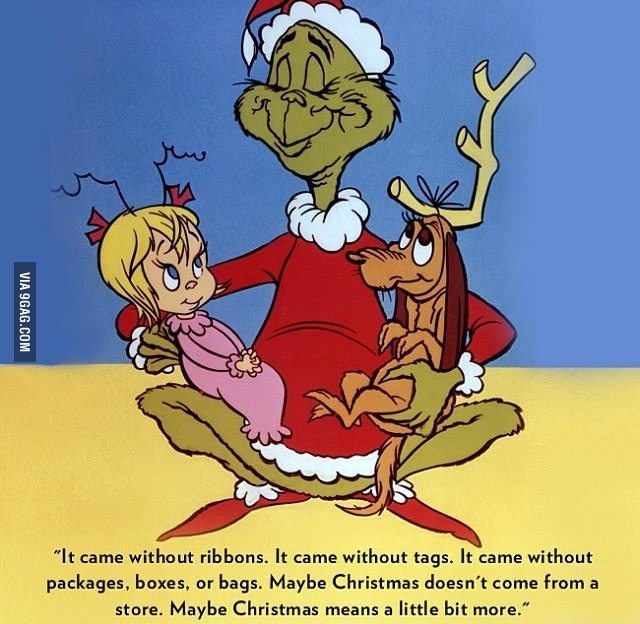 VIA 9GAG.COM
"It came without ribbons. It came without tags. It came without
packages, boxes, or bags. Maybe Christmas doesn't come from a
store. Maybe Christmas means a little bit more."